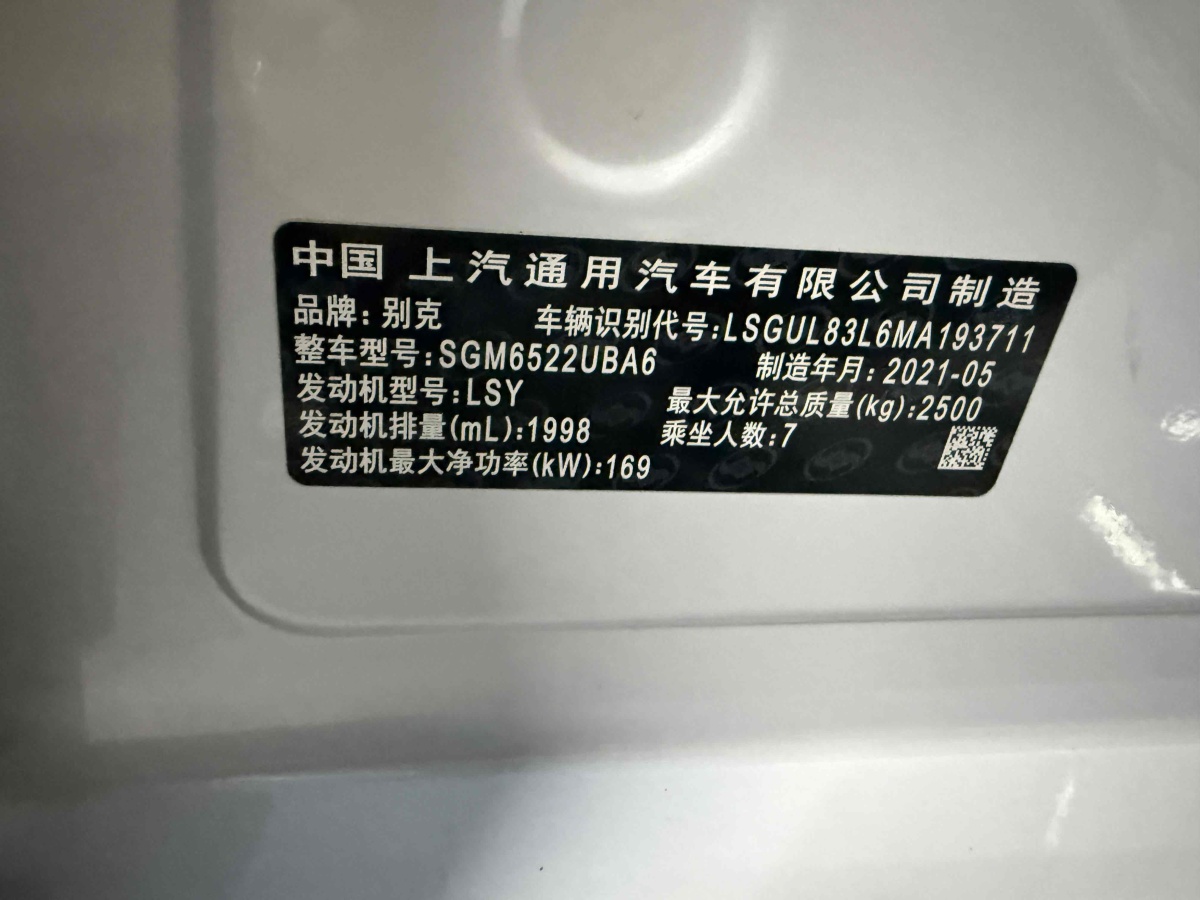 中国 上汽通用汽车有限公司制造
品牌:别克 车辆识别代号:LSGUL83L6MA193711
整车型号:SGM6522UBA6 制造年月:2021-05
发动机型号:LSY 最大允许总质量(kg):2500
发动机排量(mL):1998 乘坐人数:7
发动机最大净功率(kW):169